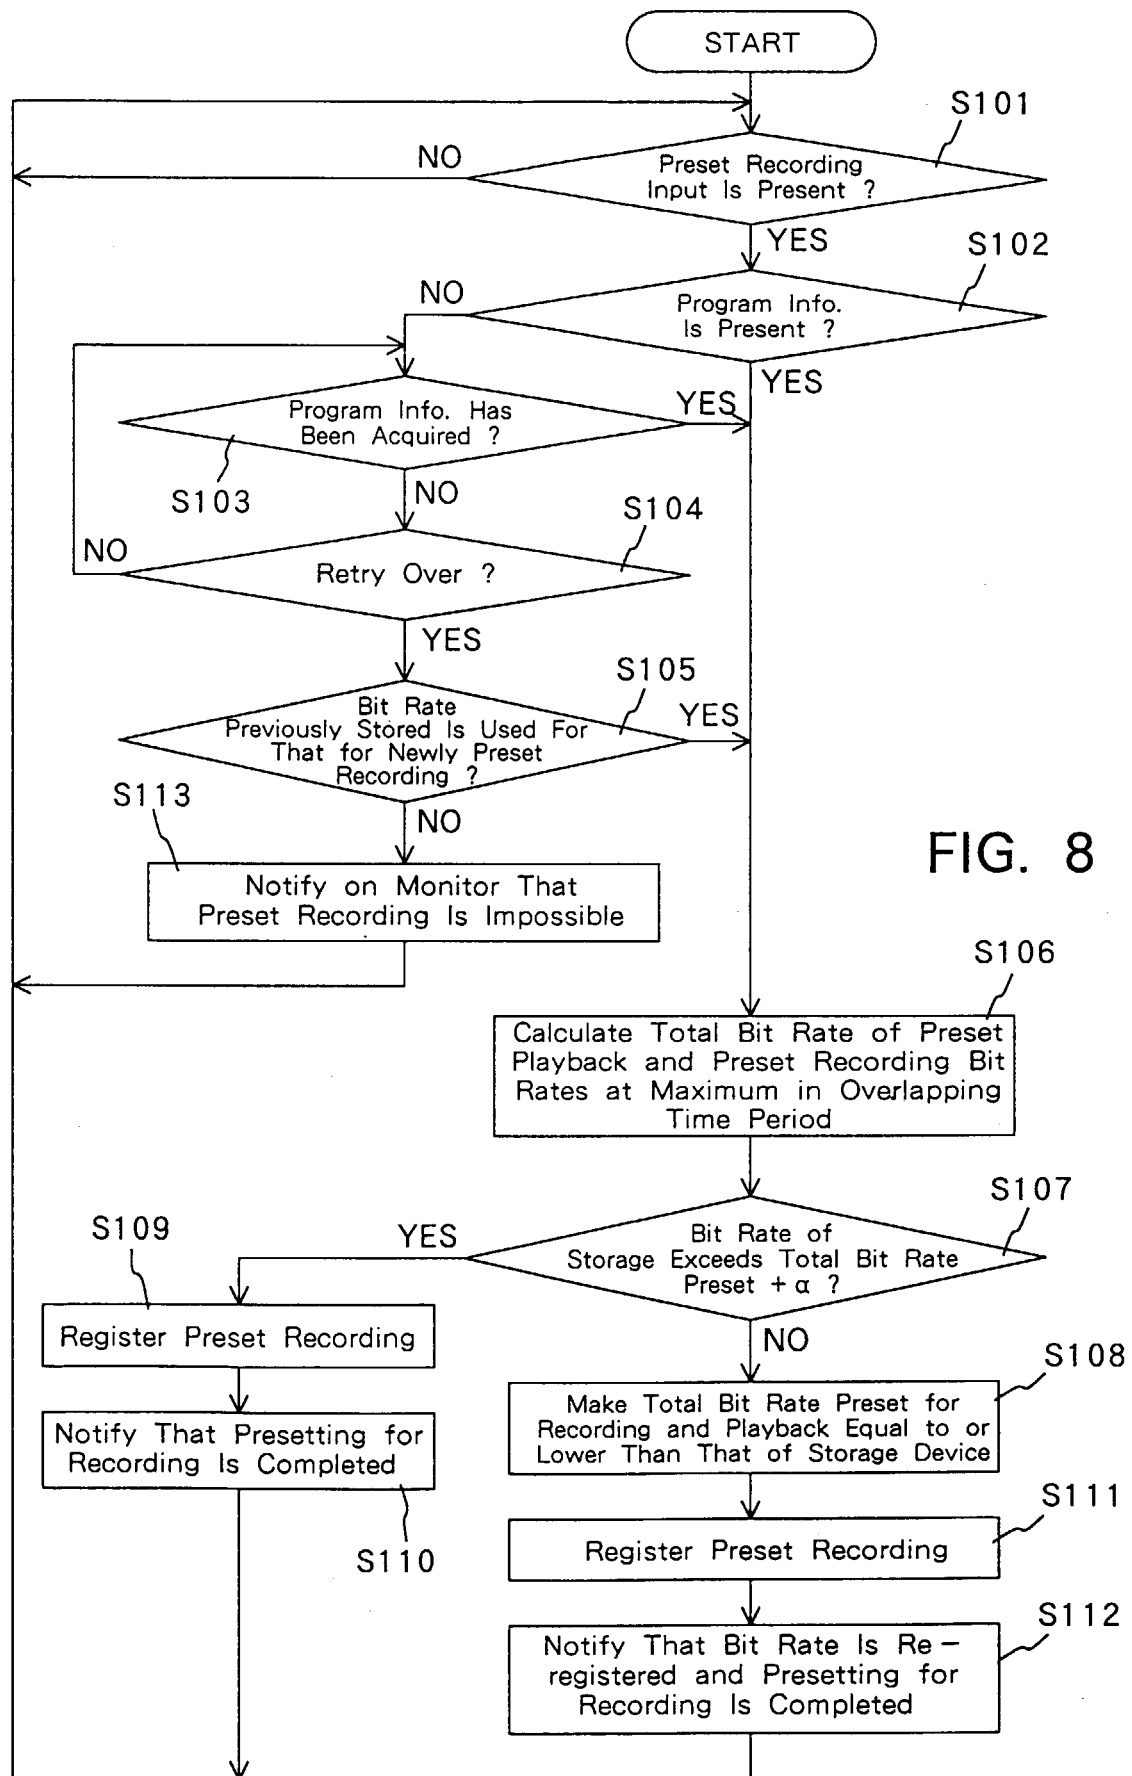 START
S101
NO
Preset Recording
Input Is Present ?
YES
S102
NO
Program Info.
Is Present ?
YES
Program Info. Has
Been Acquired ?
YES
S103
NO
S104
NO
Retry Over ?
YES
S105
Bit Rate
Previously Stored Is Used For
That for Newly Preset
Recording ?
YES
S113
NO
FIG. 8
Notify on Monitor That
Preset Recording Is Impossible
S106
Calculate Total Bit Rate of Preset
Playback and Preset Recording Bit
Rates at Maximum in Overlapping
Time Period
S107
S109
YES
Bit Rate of
Storage Exceeds Total Bit Rate
Preset + α ?
Register Preset Recording
NO
S108
Make Total Bit Rate Preset for
Recording and Playback Equal to or
Lower Than That of Storage Device
Notify That Presetting for
Recording Is Completed
S110
S111
Register Preset Recording
S112
Notify That Bit Rate Is Re-
registered and Presetting for
Recording Is Completed